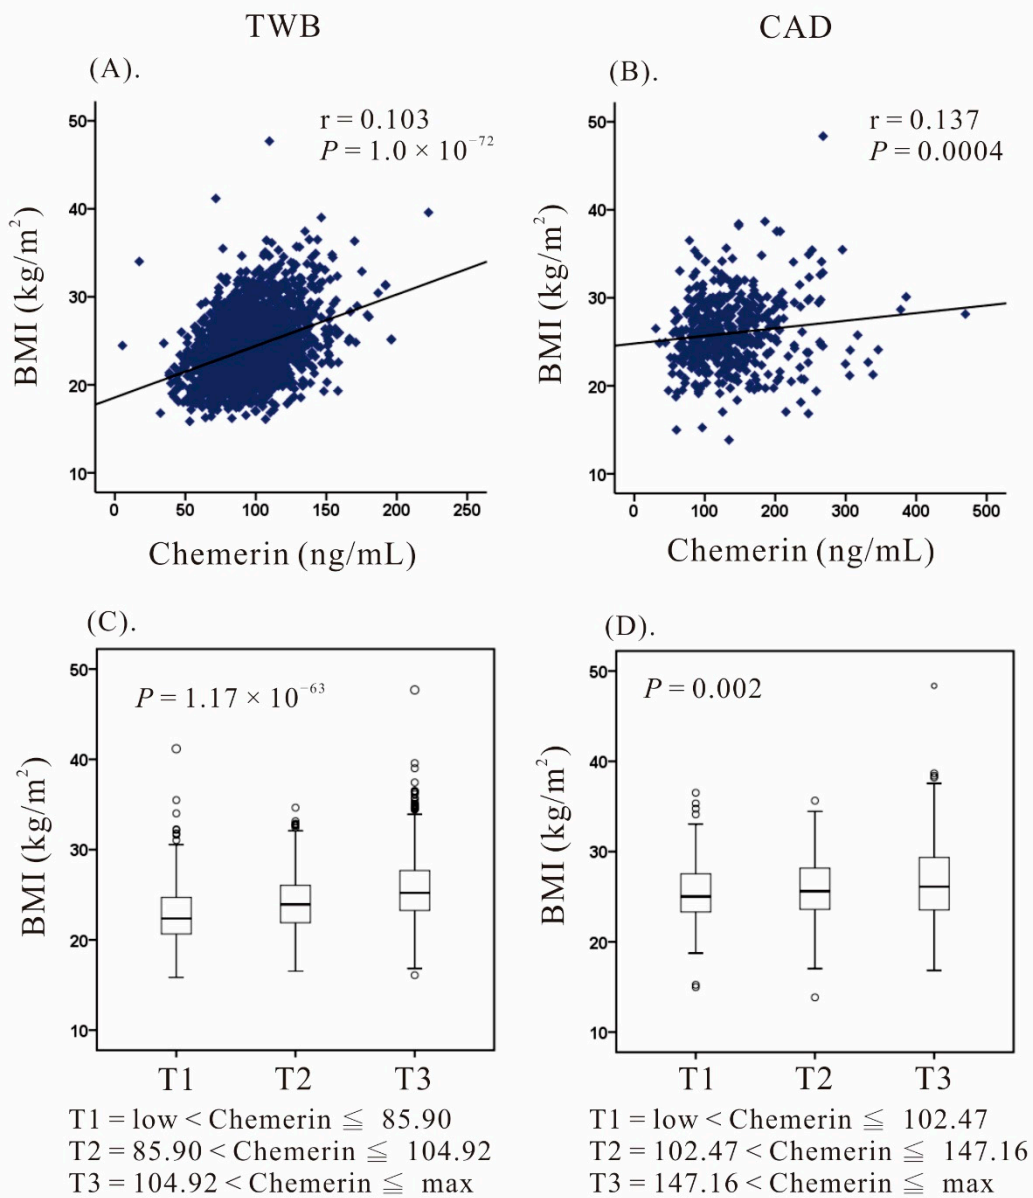 TWB
CAD
(A).
(B).
r = 0.103
P = 1.0 × 10⁻⁷²
r = 0.137
P = 0.0004
50
40
30
20
10
BMI (kg/m²)
0 50 100 150 200 250
Chemerin (ng/mL)
50
40
30
20
10
BMI (kg/m²)
0 100 200 300 400 500
Chemerin (ng/mL)
(C).
(D).
P = 1.17 × 10⁻⁶³
P = 0.002
50
40
30
20
10
BMI (kg/m²)
T1 T2 T3
50
40
30
20
10
BMI (kg/m²)
T1 T2 T3
T1 = low < Chemerin ≦ 85.90
T2 = 85.90 < Chemerin ≦ 104.92
T3 = 104.92 < Chemerin ≦ max
T1 = low < Chemerin ≦ 102.47
T2 = 102.47 < Chemerin ≦ 147.16
T3 = 147.16 < Chemerin ≦ max